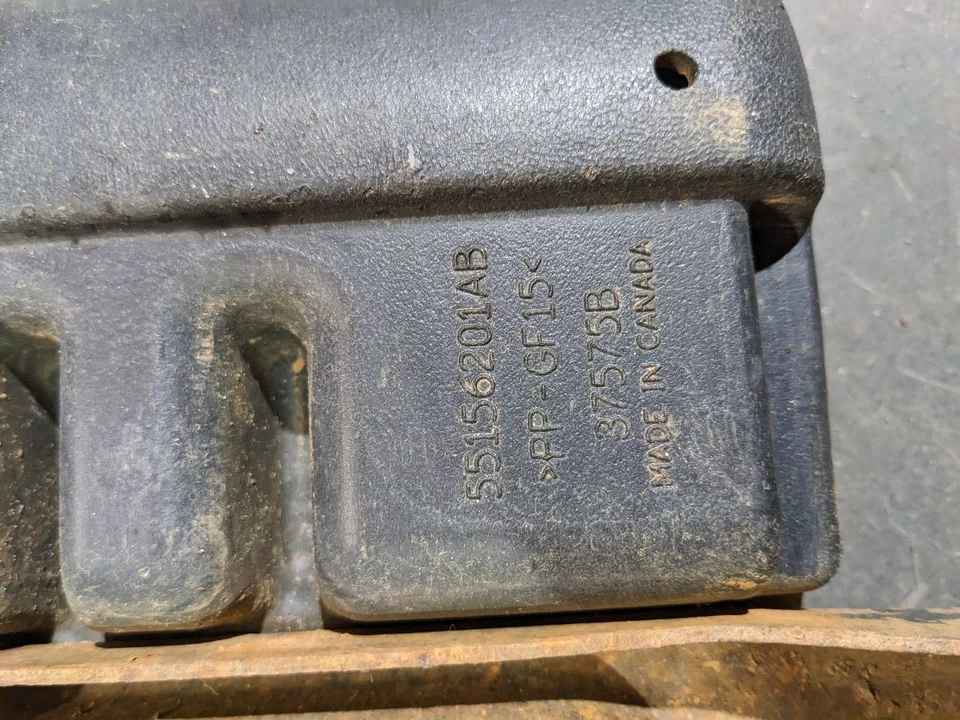 55156201AB
>PP-GF15<
37575B
MADE IN CANADA